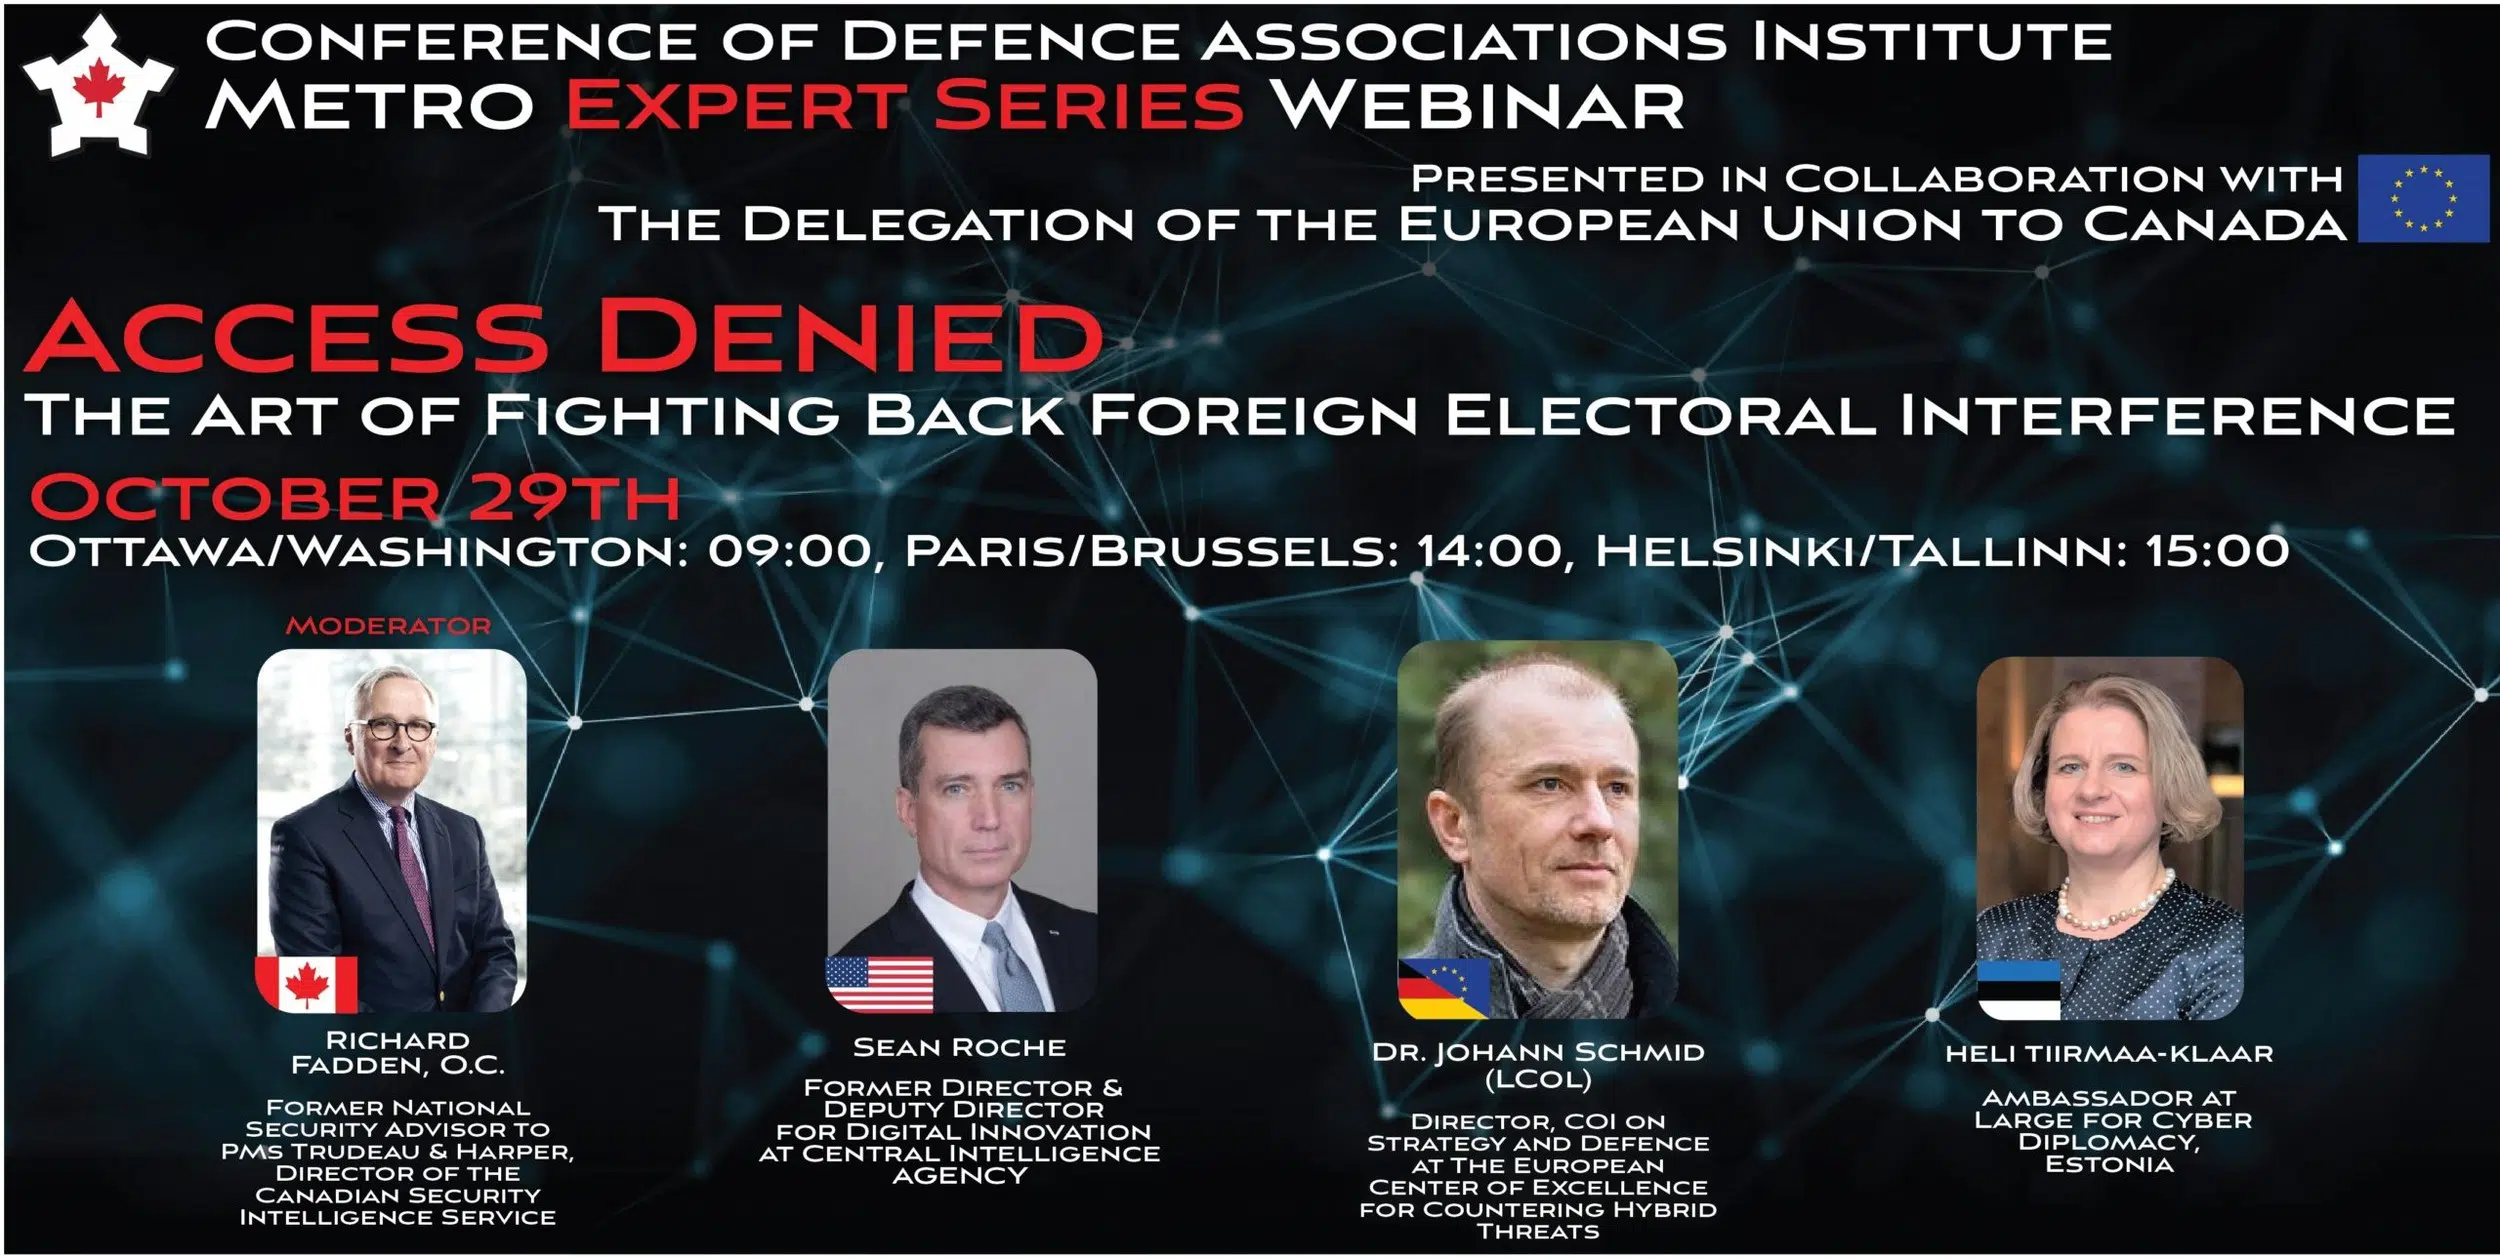 Conference of Defence Associations Institute
Metro Expert Series Webinar
Presented in Collaboration with
The Delegation of the European Union to Canada
Access Denied
The Art of Fighting Back Foreign Electoral Interference
October 29th
Ottawa/Washington: 09:00, Paris/Brussels: 14:00, Helsinki/Tallinn: 15:00
Moderator
Richard
Fadden, O.C.
Former National
Security Advisor to
PMs Trudeau & Harper,
Director of the
Canadian Security
Intelligence Service
Sean Roche
Former Director &
Deputy Director
for Digital Innovation
at Central Intelligence
Agency
Dr. Johann Schmid
(LCol)
Director, COI on
Strategy and Defence
at The European
Center of Excellence
for Countering Hybrid
Threats
Heli Tiirmaa-Klaar
Ambassador at
Large for Cyber
Diplomacy,
Estonia